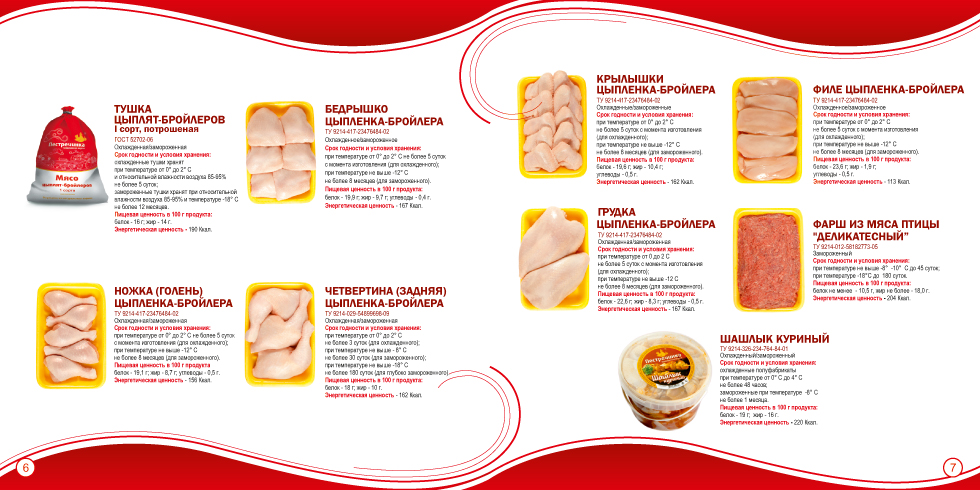 ТУШКА
ЦЫПЛЯТ-БРОЙЛЕРОВ
I сорт, потрошеная
ГОСТ 52702-06
Охлажденная/замороженная
Срок годности и условия хранения:
охлажденные тушки хранят
при температуре от 0° до 2° С
и относительной влажности воздуха 85-95%
не более 5 суток;
замороженные тушки хранят при относительной
влажности воздуха 85-95% и температуре -18° С
не более 12 месяцев.
Пищевая ценность в 100 г продукта:
белок - 16 г; жир - 14 г.
Энергетическая ценность - 190 Ккал.
Пестречинка
Мясо
цыплят-бройлеров
I сорта
БЕДРЫШКО
ЦЫПЛЕНКА-БРОЙЛЕРА
ТУ 9214-417-23476484-02
Охлажденное/замороженное
Срок годности и условия хранения:
при температуре от 0° до 2° С не более 5 суток
с момента изготовления (для охлажденного);
при температуре не выше -12° С
не более 8 месяцев (для замороженного).
Пищевая ценность в 100 г продукта:
белок - 19,9 г; жир - 9,7 г; углеводы - 0,4 г.
Энергетическая ценность - 167 Ккал.
НОЖКА (ГОЛЕНЬ)
ЦЫПЛЕНКА-БРОЙЛЕРА
ТУ 9214-417-23476484-02
Охлажденная/замороженная
Срок годности и условия хранения:
при температуре от 0° до 2° С не более 5 суток
с момента изготовления (для охлажденного);
при температуре не выше -12° С
не более 8 месяцев (для замороженного).
Пищевая ценность в 100 г продукта
белок - 19,1 г; жир - 8,7 г; углеводы - 0,5 г.
Энергетическая ценность - 156 Ккал.
ЧЕТВЕРТИНА (ЗАДНЯЯ)
ЦЫПЛЕНКА-БРОЙЛЕРА
ТУ 9214-029-54899698-09
Охлажденная/замороженная
Срок годности и условия хранения:
при температуре от 0° до 2° С
не более 3 суток (для охлажденного);
при температуре не выше - 8° С
не более 30 суток (для замороженного);
при температуре не выше -18° С
не более 180 суток (для глубоко замороженного).
Пищевая ценность в 100 г продукта:
белок - 18 г; жир - 10 г.
Энергетическая ценность - 162 Ккал.
6
КРЫЛЫШКИ
ЦЫПЛЕНКА-БРОЙЛЕРА
ТУ 9214-417-23476484-02
Охлажденные/замороженные
Срок годности и условия хранения:
при температуре от 0° до 2° С
не более 5 суток с момента изготовления
(для охлажденного);
при температуре не выше -12° С
не более 8 месяцев (для замороженного).
Пищевая ценность в 100 г продукта:
белок - 19,6 г; жир - 10,4 г;
углеводы - 0,5 г.
Энергетическая ценность - 162 Ккал.
ФИЛЕ ЦЫПЛЕНКА-БРОЙЛЕРА
ТУ 9214-417-23476484-02
Охлажденное/замороженное
Срок годности и условия хранения:
при температуре от 0° до 2° С
не более 5 суток с момента изготовления
(для охлажденного);
при температуре не выше -12° С
не более 8 месяцев (для замороженного).
Пищевая ценность в 100 г продукта:
белок - 23,6 г; жир - 1,9 г;
углеводы - 0,5 г.
Энергетическая ценность - 113 Ккал.
ГРУДКА
ЦЫПЛЕНКА-БРОЙЛЕРА
ТУ 9214-417-23476484-02
Охлажденная/замороженная
Срок годности и условия хранения:
при температуре от 0 до 2 С
не более 5 суток с момента изготовления
(для охлажденного);
при температуре не выше -12 С
не более 8 месяцев (для замороженного).
Пищевая ценность в 100 г продукта:
белок - 22,6 г; жир - 8,3 г; углеводы - 0,5 г.
Энергетическая ценность - 167 Ккал.
ФАРШ ИЗ МЯСА ПТИЦЫ
"ДЕЛИКАТЕСНЫЙ"
ТУ 9214-012-58182773-05
Замороженный
Срок годности и условия хранения:
при температуре не выше -8° -10° С до 45 суток;
при температуре -18°С до 180 суток.
Пищевая ценность в 100 г продукта:
белок не менее - 10,5 г, жир не более - 18,0 г.
Энергетическая ценность - 204 Ккал.
Пестречинка
Шашлык
куриный
ШАШЛЫК КУРИНЫЙ
ТУ 9214-326-234-764-84-01
Охлажденный/замороженный
Срок годности и условия хранения:
охлажденные полуфабрикаты
при температуре от 0° С до 4° С
не более 48 часов;
замороженные при температуре -6° С
не более 1 месяца.
Пищевая ценность в 100 г продукта:
белок - 19 г; жир - 16 г.
Энергетическая ценность - 220 Ккал.
7